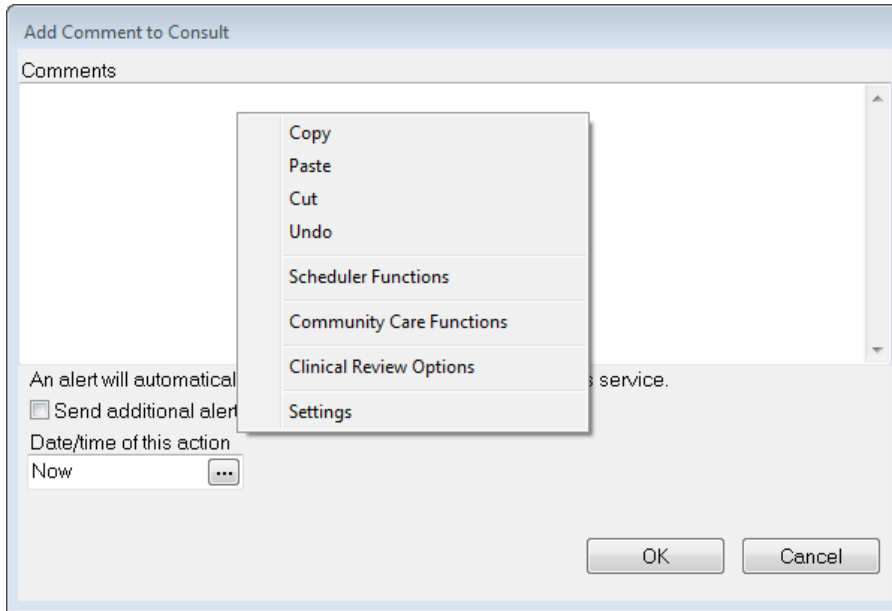 Add Comment to Consult
Comments
Copy
Paste
Cut
Undo
Scheduler Functions
Community Care Functions
Clinical Review Options
Settings
An alert will automatical
service.
Send additional alert
Date/time of this action
Now
...
OK
Cancel